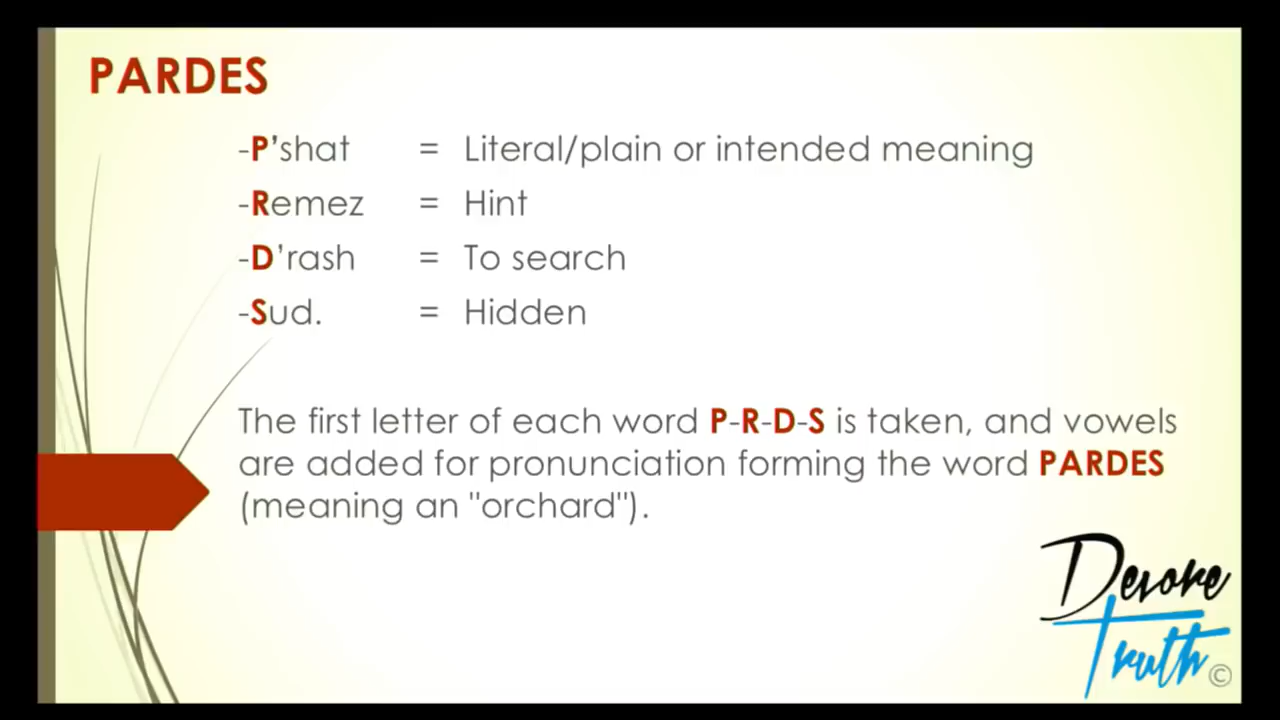 PARDES
-P'shat = Literal/plain or intended meaning
-Remez = Hint
-D'rash = To search
-Sud. = Hidden
The first letter of each word P-R-D-S is taken, and vowels
are added for pronunciation forming the word PARDES
(meaning an "orchard").
Devore
Truth ©